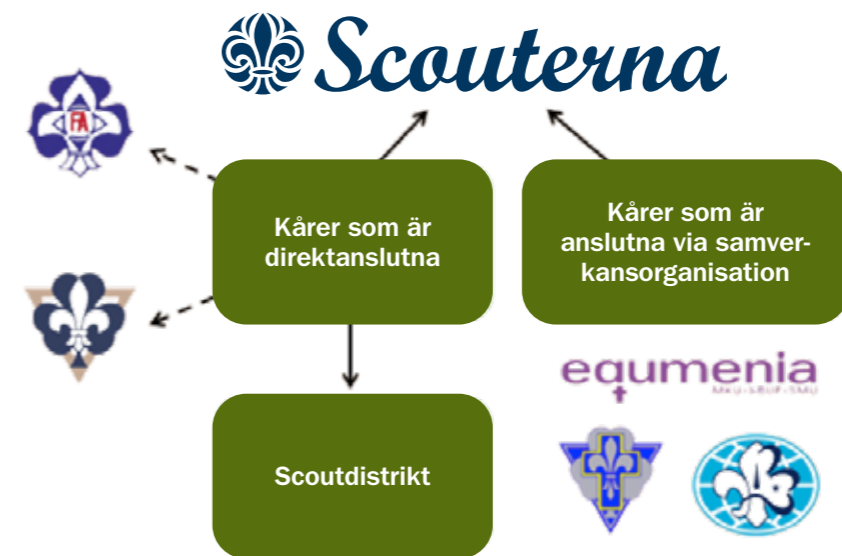 Scouterna
FA
Kårer som är
direktanslutna
Kårer som är
anslutna via samver-
kansorganisation
equmenia
Scoutdistrikt